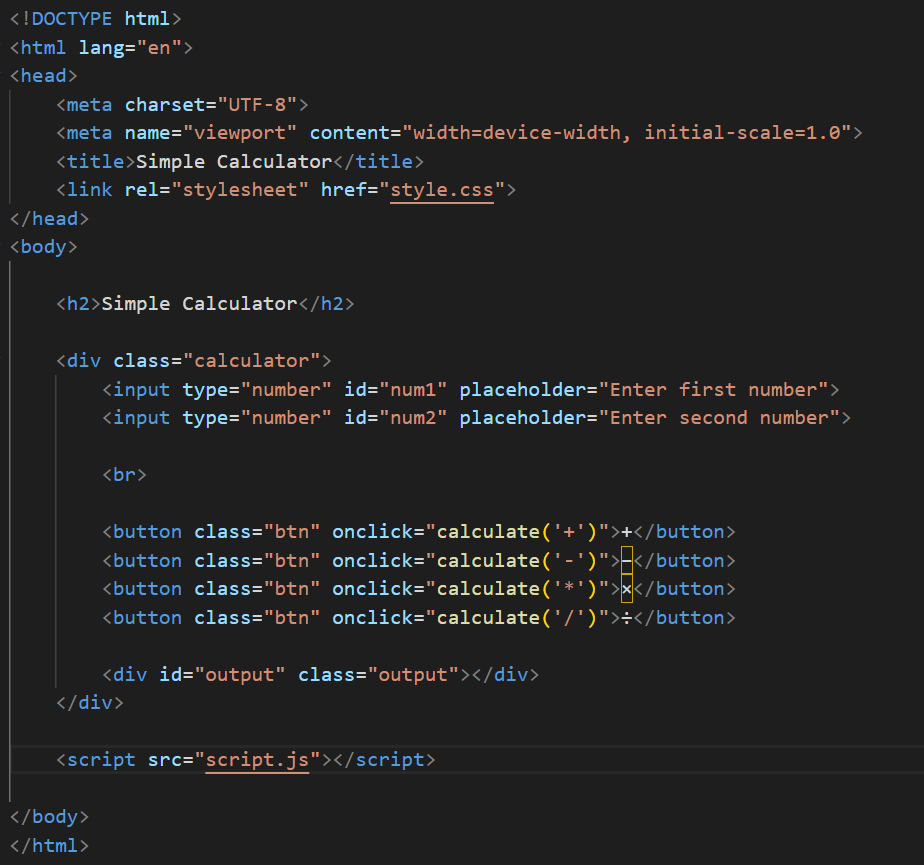 <!DOCTYPE html>
<html lang="en">
<head>
    <meta charset="UTF-8">
    <meta name="viewport" content="width=device-width, initial-scale=1.0">
    <title>Simple Calculator</title>
    <link rel="stylesheet" href="style.css">
</head>
<body>

    <h2>Simple Calculator</h2>

    <div class="calculator">
        <input type="number" id="num1" placeholder="Enter first number">
        <input type="number" id="num2" placeholder="Enter second number">

        <br>

        <button class="btn" onclick="calculate('+')">+</button>
        <button class="btn" onclick="calculate('-')">−</button>
        <button class="btn" onclick="calculate('*')">×</button>
        <button class="btn" onclick="calculate('/')">÷</button>

        <div id="output" class="output"></div>
    </div>

    <script src="script.js"></script>

</body>
</html>